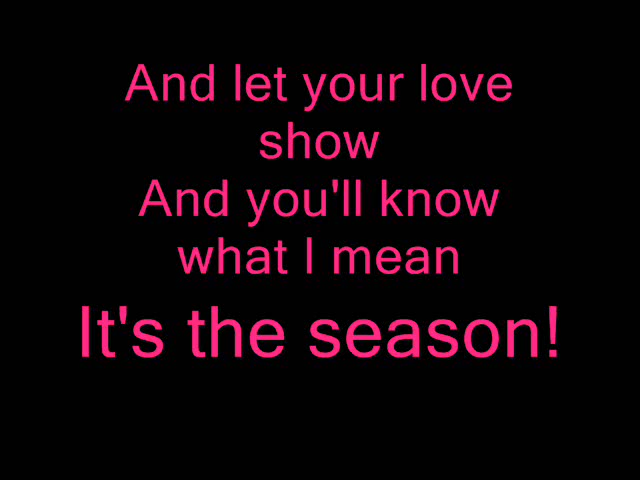 And let your love
show
And you'll know
what I mean
It's the season!